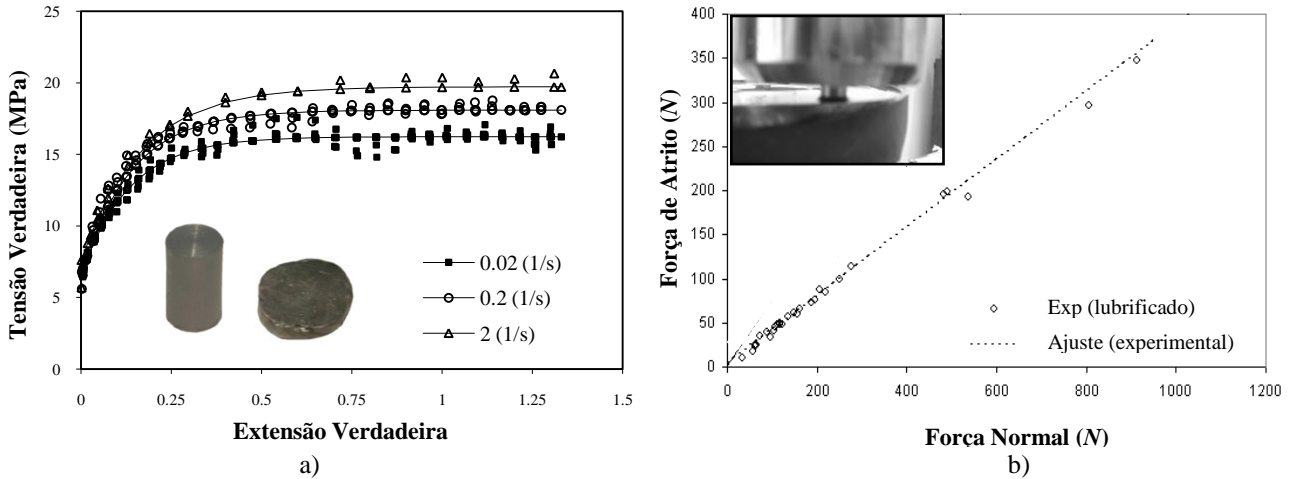 25
20
15
10
5
0
0 0.25 0.5 0.75 1 1.25 1.5
Tensão Verdadeira (MPa)
Extensão Verdadeira
0.02 (1/s)
0.2 (1/s)
2 (1/s)
a)
400
350
300
250
200
150
100
50
0
0 200 400 600 800 1000 1200
Força de Atrito (N)
Força Normal (N)
Exp (lubrificado)
Ajuste (experimental)
b)